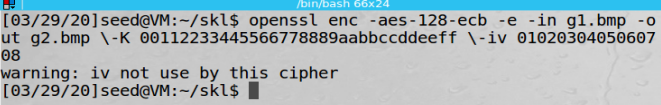 /bin/bash 66x24
[03/29/20]seed@VM:~/skl$ openssl enc -aes-128-ecb -e -in g1.bmp -o
ut g2.bmp \-K 00112233445566778889aabbccddeeff \-iv 01020304050607
08
warning: iv not use by this cipher
[03/29/20]seed@VM:~/skl$